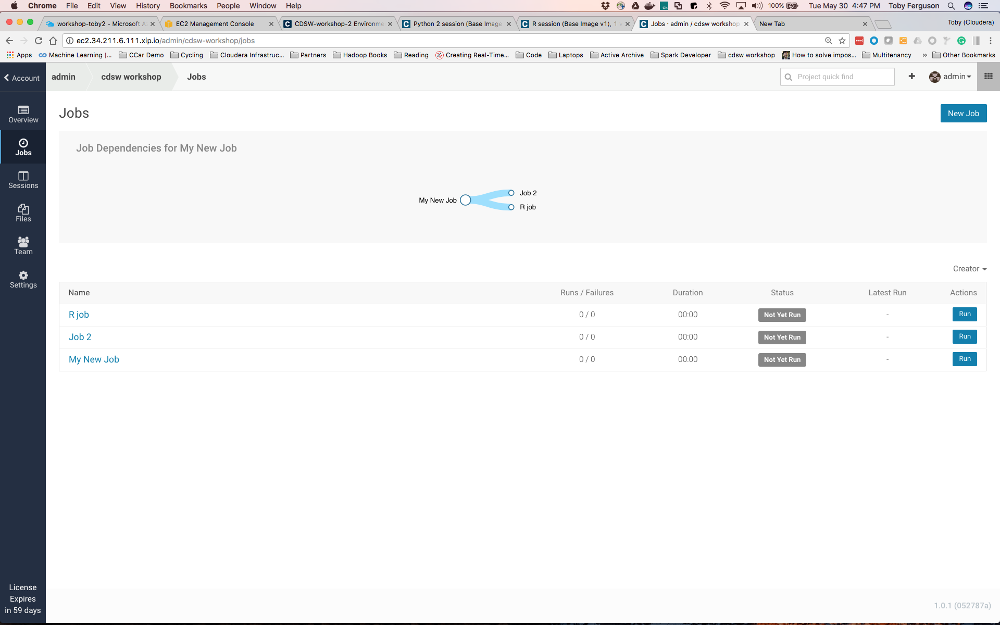 Chrome File Edit View History Bookmarks People Window Help 100% Tue May 30 4:47 PM Toby Ferguson
workshop-toby2 - Microsoft A EC2 Management Console CDSW-workshop-2 Environme Python 2 session (Base Image R session (Base Image v1), 1 Jobs · admin / cdsw workshop New Tab Toby (Cloudera)
ec2.34.211.6.111.xip.io/admin/cdsw-workshop/jobs
Apps Machine Learning |... CCar Demo Cycling Cloudera Infrastruc... Partners Hadoop Books Reading Creating Real-Time... Code Laptops Active Archive Spark Developer cdsw workshop How to solve impos... Multitenancy » Other Bookmarks
Account admin cdsw workshop Jobs Project quick find + admin
Overview
Jobs
Sessions
Files
Team
Settings
Jobs New Job
Job Dependencies for My New Job
My New Job
Job 2
R job
Creator
Name Runs / Failures Duration Status Latest Run Actions
R job 0 / 0 00:00 Not Yet Run - Run
Job 2 0 / 0 00:00 Not Yet Run - Run
My New Job 0 / 0 00:00 Not Yet Run - Run
License
Expires
in 59 days
1.0.1 (052787a)